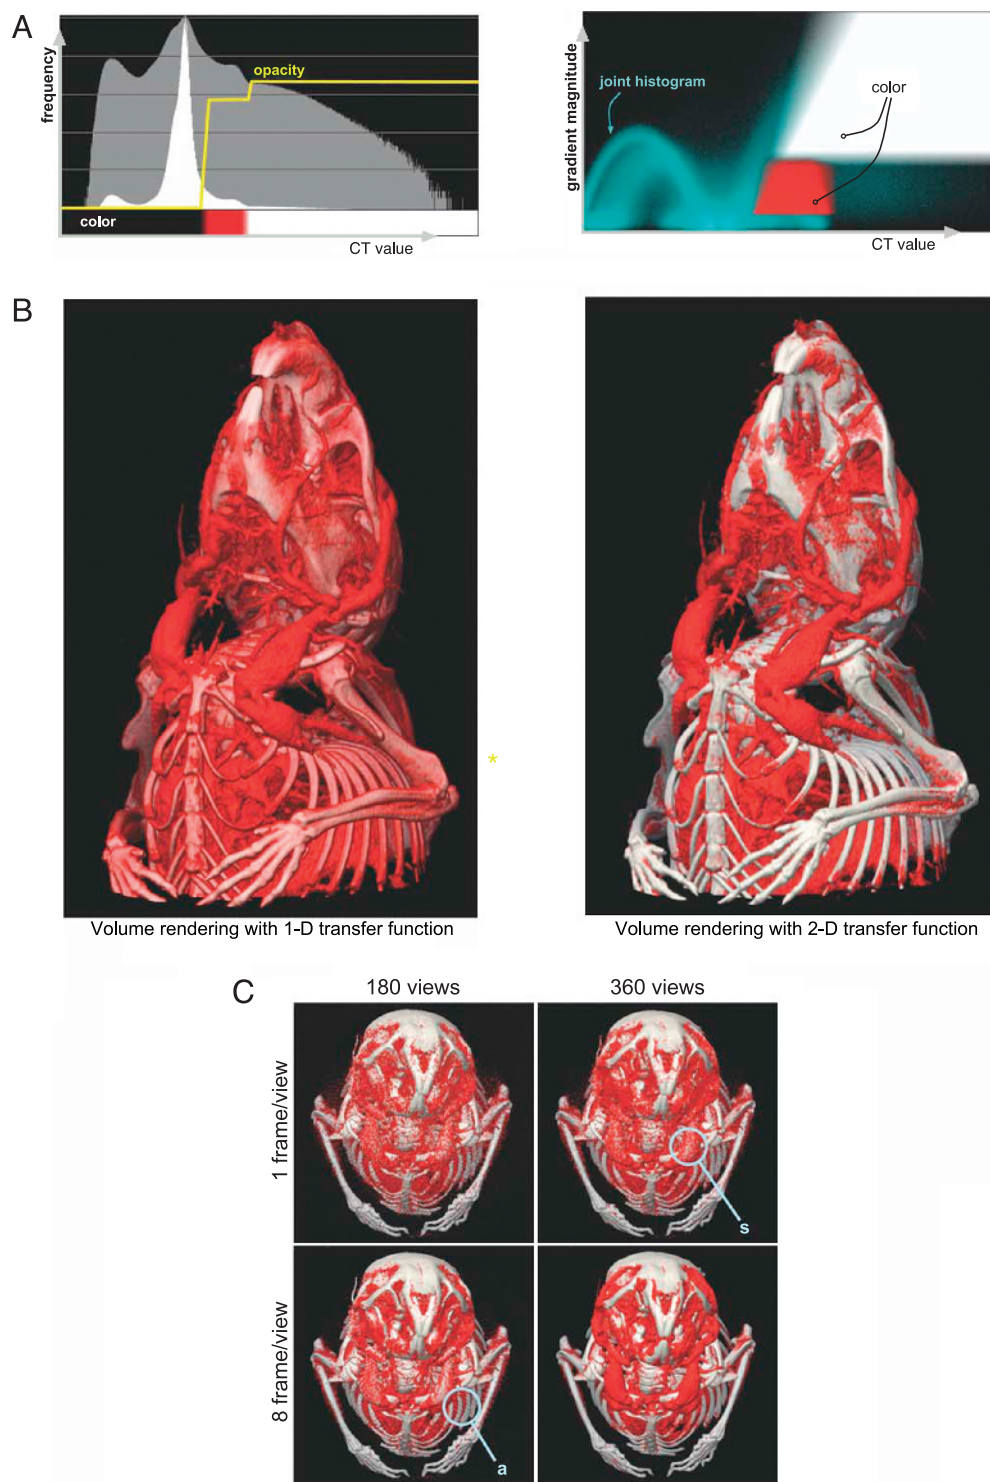 A
frequency
opacity
color
CT value
gradient magnitude
joint histogram
color
CT value
B
*
Volume rendering with 1-D transfer function
Volume rendering with 2-D transfer function
C
180 views
360 views
1 frame/view
s
8 frame/view
a